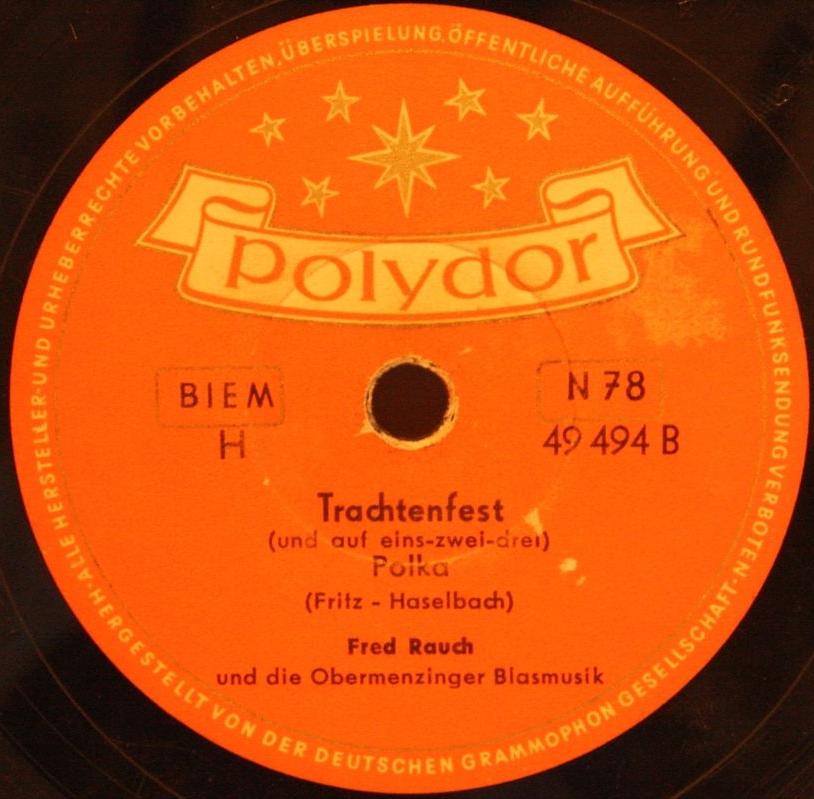 ALLE HERSTELLER- UND URHEBERRECHTE VORBEHALTEN, ÜBERSPIELUNG, ÖFFENTLICHE AUFFÜHRUNG UND RUNDFUNKSENDUNG VERBOTEN
polydor
BIEM
H
N 78
49 494 B
Trachtenfest
(und auf eins-zwei-drei)
Polka
(Fritz - Haselbach)
Fred Rauch
und die Obermenzinger Blasmusik
· HERGESTELLT VON DER DEUTSCHEN GRAMMOPHON GESELLSCHAFT ·